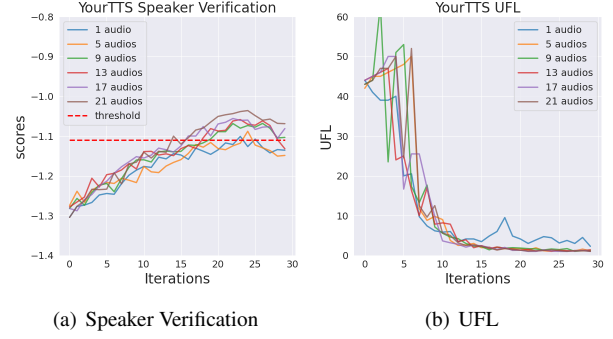 YourTTS Speaker Verification
−0.8
−0.9
−1.0
−1.1
−1.2
−1.3
−1.4
scores
1 audio
5 audios
9 audios
13 audios
17 audios
21 audios
threshold
0 5 10 15 20 25 30
Iterations
(a) Speaker Verification
YourTTS UFL
60
50
40
30
20
10
0
UFL
1 audio
5 audios
9 audios
13 audios
17 audios
21 audios
0 5 10 15 20 25 30
Iterations
(b) UFL